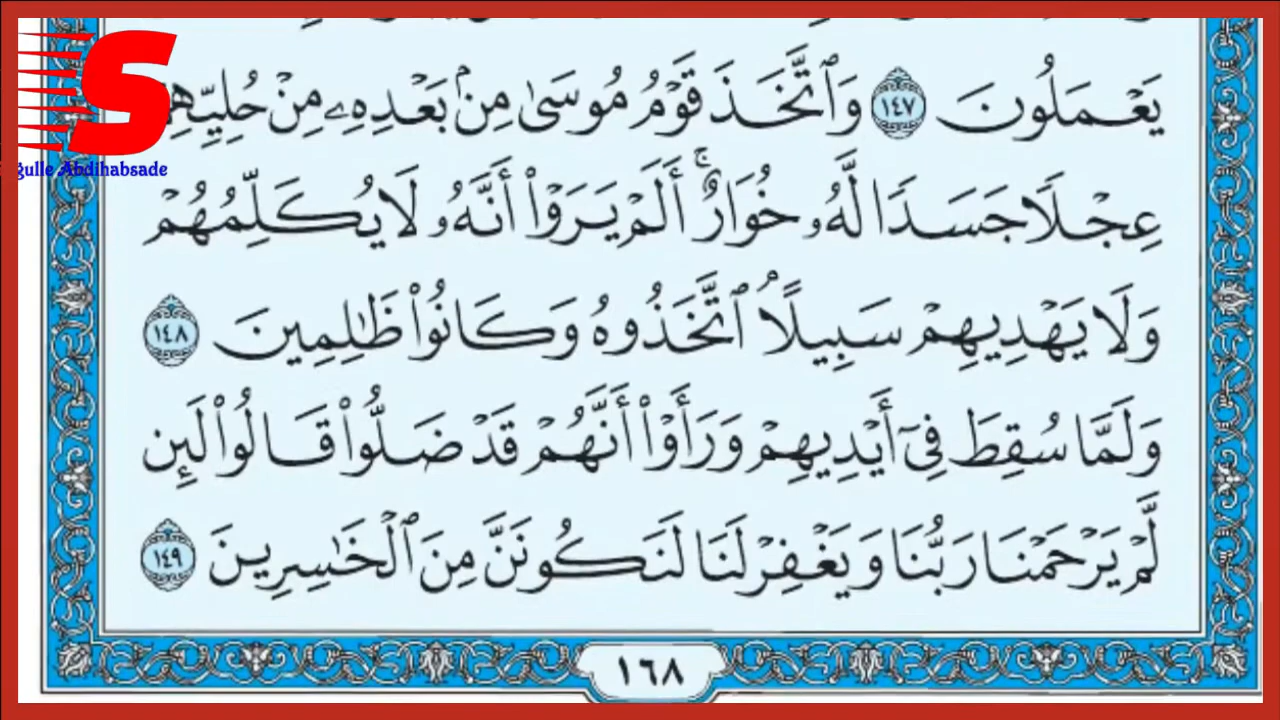 S
gulle Abdihabsade
يَعۡمَلُونَ ١٤٧ وَٱتَّخَذَ قَوۡمُ مُوسَىٰ مِنۢ بَعۡدِهِۦ مِنۡ حُلِيِّهِ
عِجۡلٗا جَسَدٗا لَّهُۥ خُوَارٌۚ أَلَمۡ يَرَوۡاْ أَنَّهُۥ لَا يُكَلِّمُهُمۡ
وَلَا يَهۡدِيهِمۡ سَبِيلًاۘ ٱتَّخَذُوهُ وَكَانُواْ ظَٰلِمِينَ ١٤٨
وَلَمَّا سُقِطَ فِيٓ أَيۡدِيهِمۡ وَرَأَوۡاْ أَنَّهُمۡ قَدۡ ضَلُّواْ قَالُواْ لَئِن
لَّمۡ يَرۡحَمۡنَا رَبُّنَا وَيَغۡفِرۡ لَنَا لَنَكُونَنَّ مِنَ ٱلۡخَٰسِرِينَ ١٤٩
١٦٨